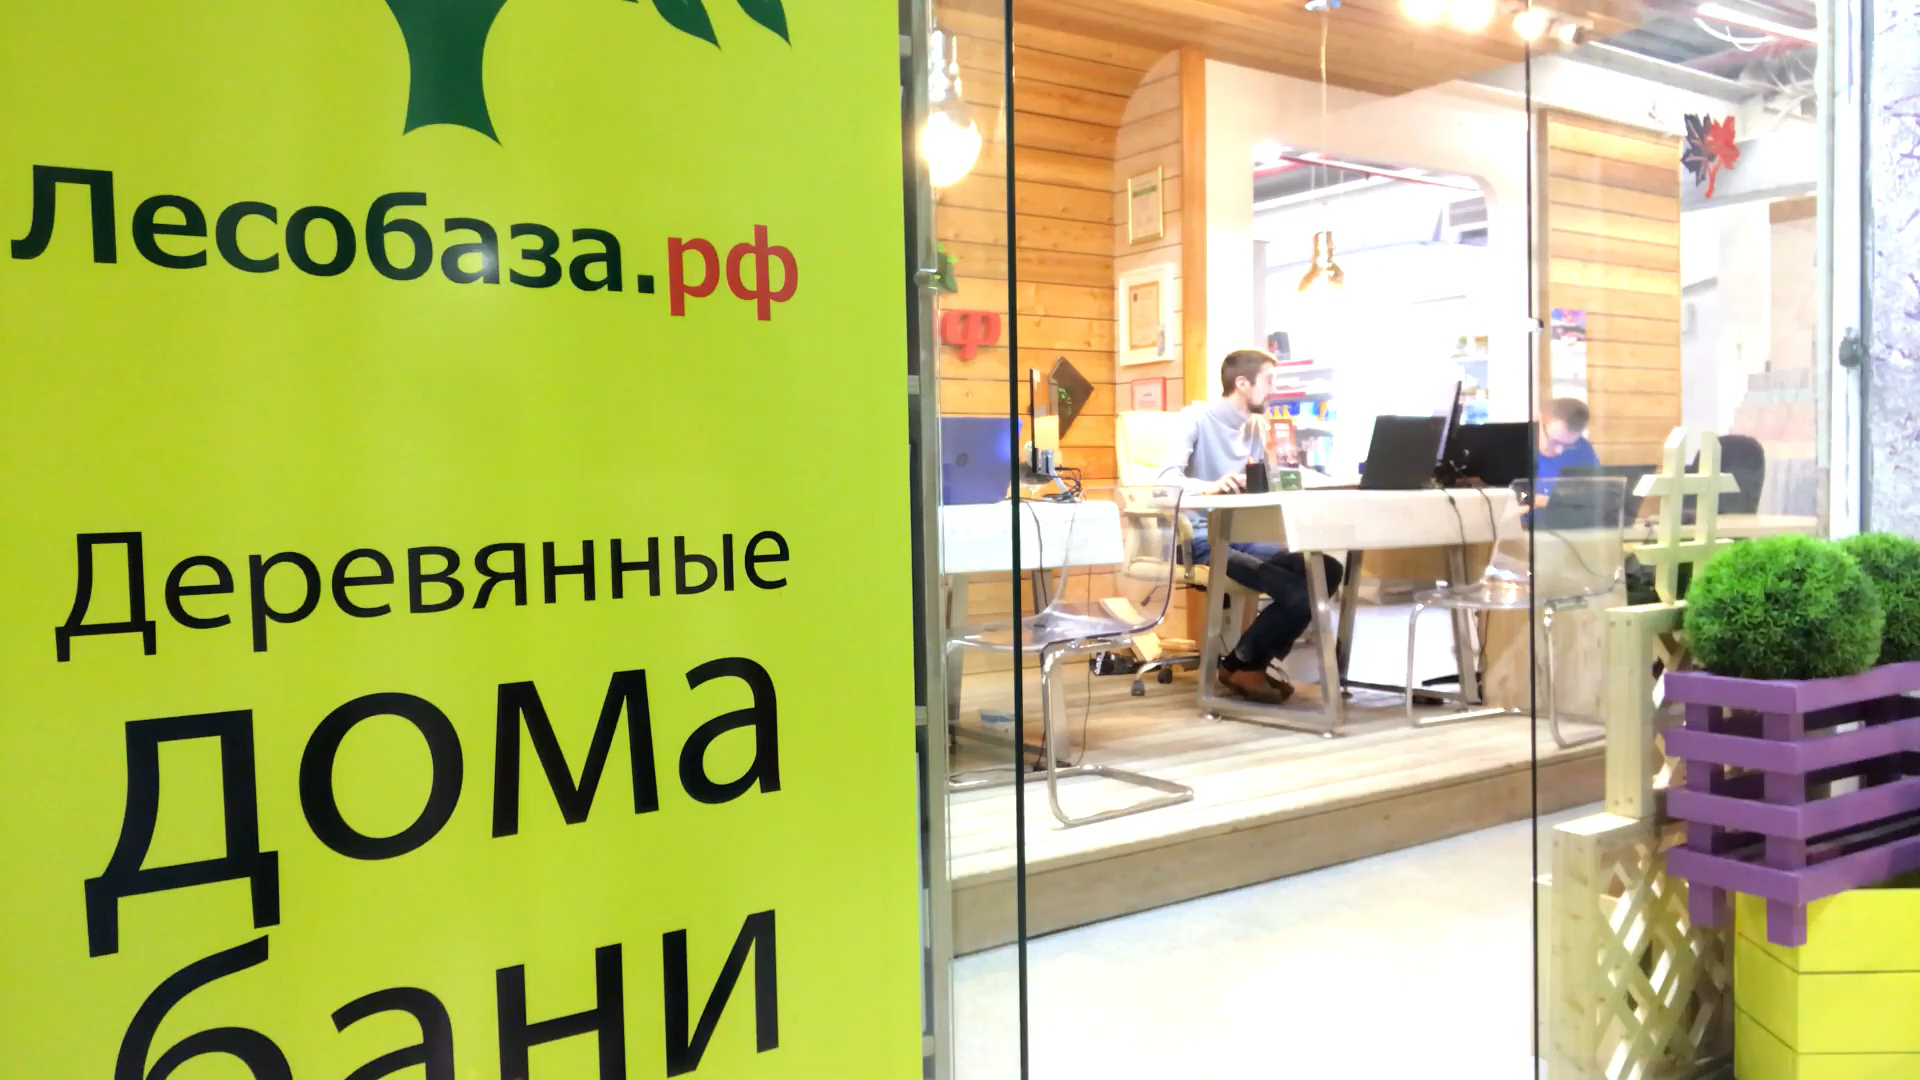 Лесобаза.рф
Деревянные
дома
бани